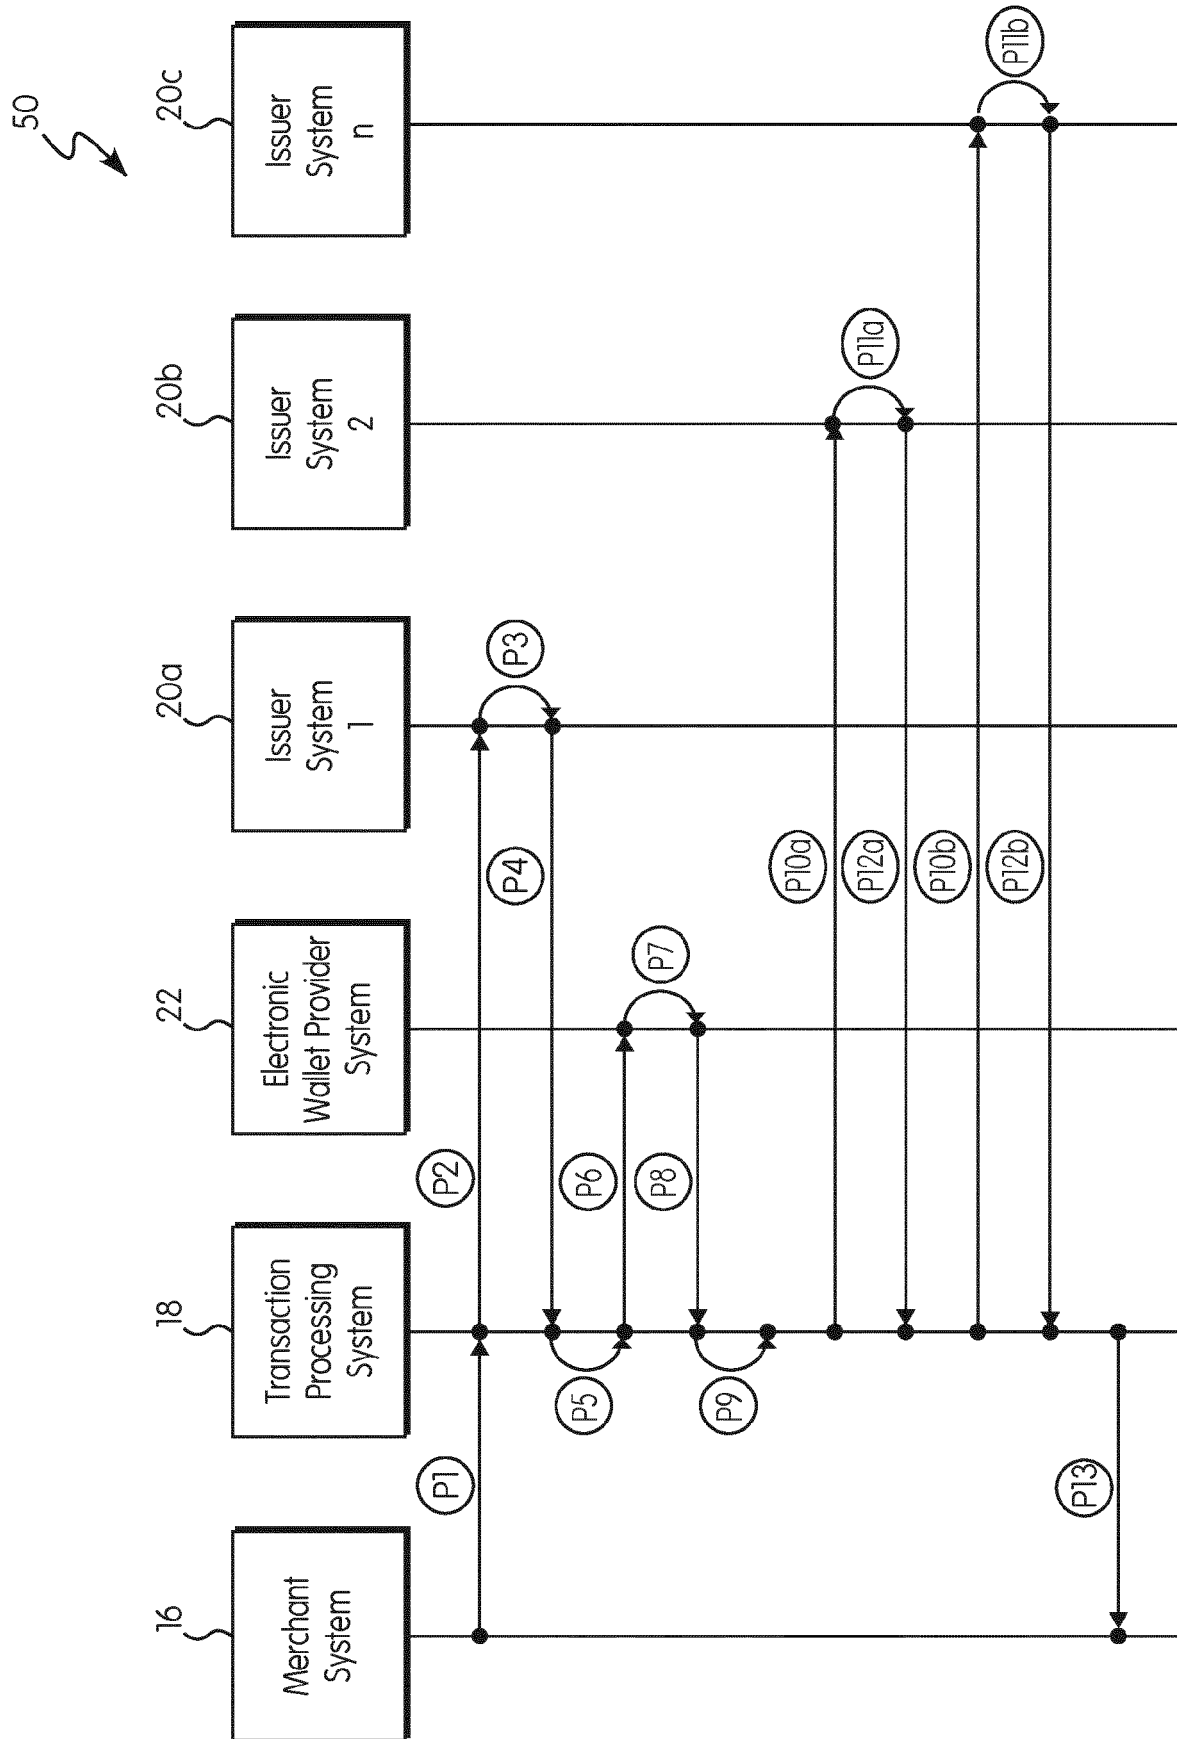 50
16
18
22
20a
20b
20c
Merchant
System
Transaction
Processing
System
Electronic
Wallet Provider
System
Issuer
System
1
Issuer
System
2
Issuer
System
n
P1
P2
P3
P4
P5
P6
P7
P8
P9
P10a
P11a
P12a
P10b
P11b
P12b
P13